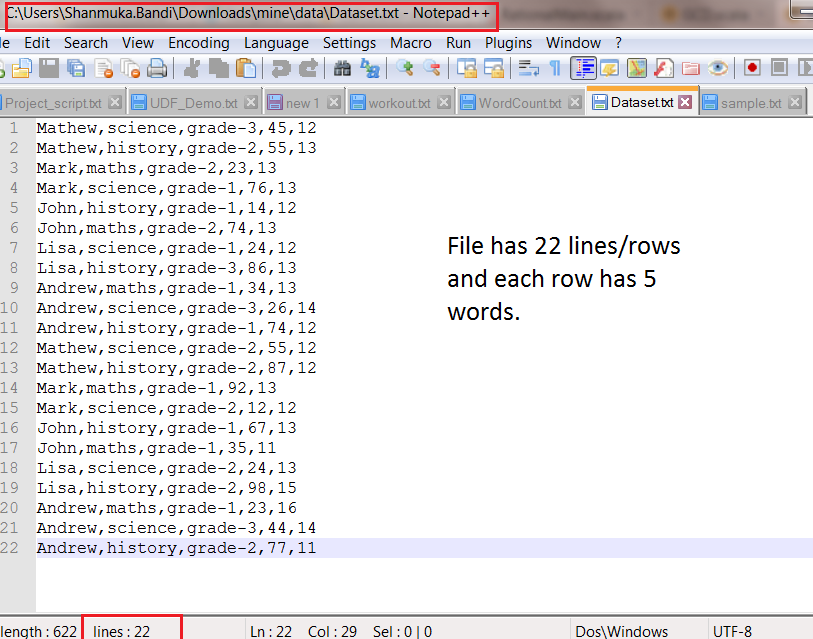 C:\Users\Shanmuka.Bandi\Downloads\mine\data\Dataset.txt - Notepad++
le Edit Search View Encoding Language Settings Macro Run Plugins Window ?
Project_script.txt UDF_Demo.txt new 1 workout.txt WordCount.txt Dataset.txt sample.txt
1 Mathew,science,grade-3,45,12
2 Mathew,history,grade-2,55,13
3 Mark,maths,grade-2,23,13
4 Mark,science,grade-1,76,13
5 John,history,grade-1,14,12
6 John,maths,grade-2,74,13
7 Lisa,science,grade-1,24,12
8 Lisa,history,grade-3,86,13
9 Andrew,maths,grade-1,34,13
10 Andrew,science,grade-3,26,14
11 Andrew,history,grade-1,74,12
12 Mathew,science,grade-2,55,12
13 Mathew,history,grade-2,87,12
14 Mark,maths,grade-1,92,13
15 Mark,science,grade-2,12,12
16 John,history,grade-1,67,13
17 John,maths,grade-1,35,11
18 Lisa,science,grade-2,24,13
19 Lisa,history,grade-2,98,15
20 Andrew,maths,grade-1,23,16
21 Andrew,science,grade-3,44,14
22 Andrew,history,grade-2,77,11
File has 22 lines/rows
and each row has 5
words.
length : 622 lines : 22 Ln : 22 Col : 29 Sel : 0 | 0 Dos\Windows UTF-8